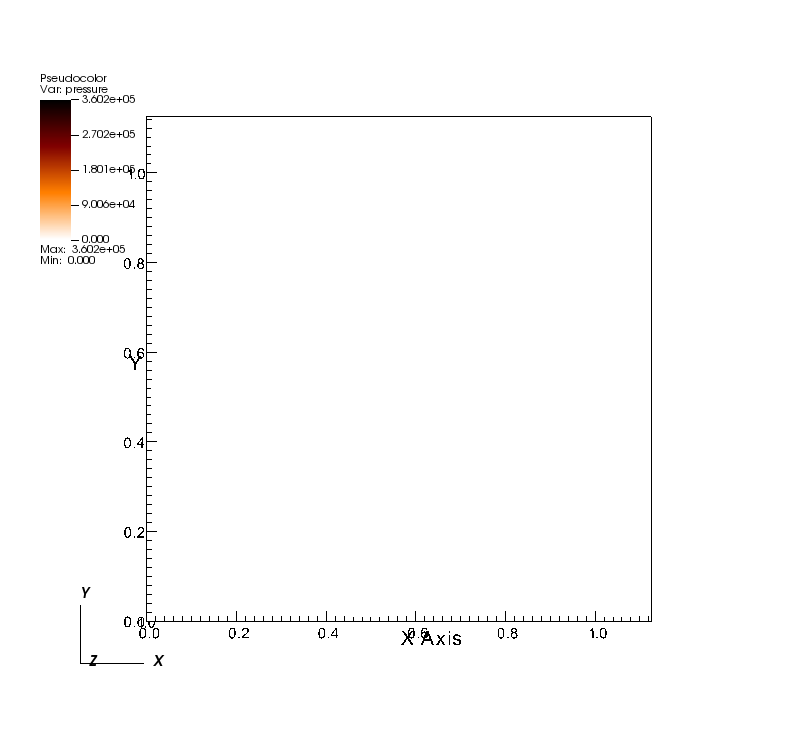 Pseudocolor
Var: pressure
3.602e+05
2.702e+05
1.801e+05
9.006e+04
0.000
Max: 3.602e+05
Min: 0.000
1.0
0.8
0.6
Y
0.4
0.2
0.0
0.0 0.2 0.4 0.6 0.8 1.0
X Axis
Y
Z X